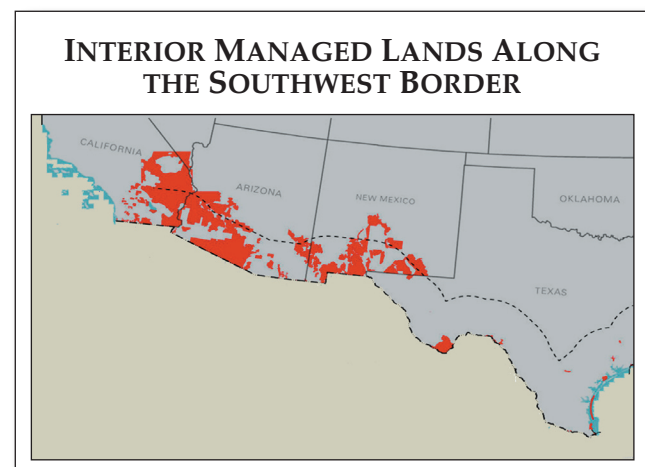 INTERIOR MANAGED LANDS ALONG
THE SOUTHWEST BORDER
CALIFORNIA
ARIZONA
NEW MEXICO
OKLAHOMA
TEXAS